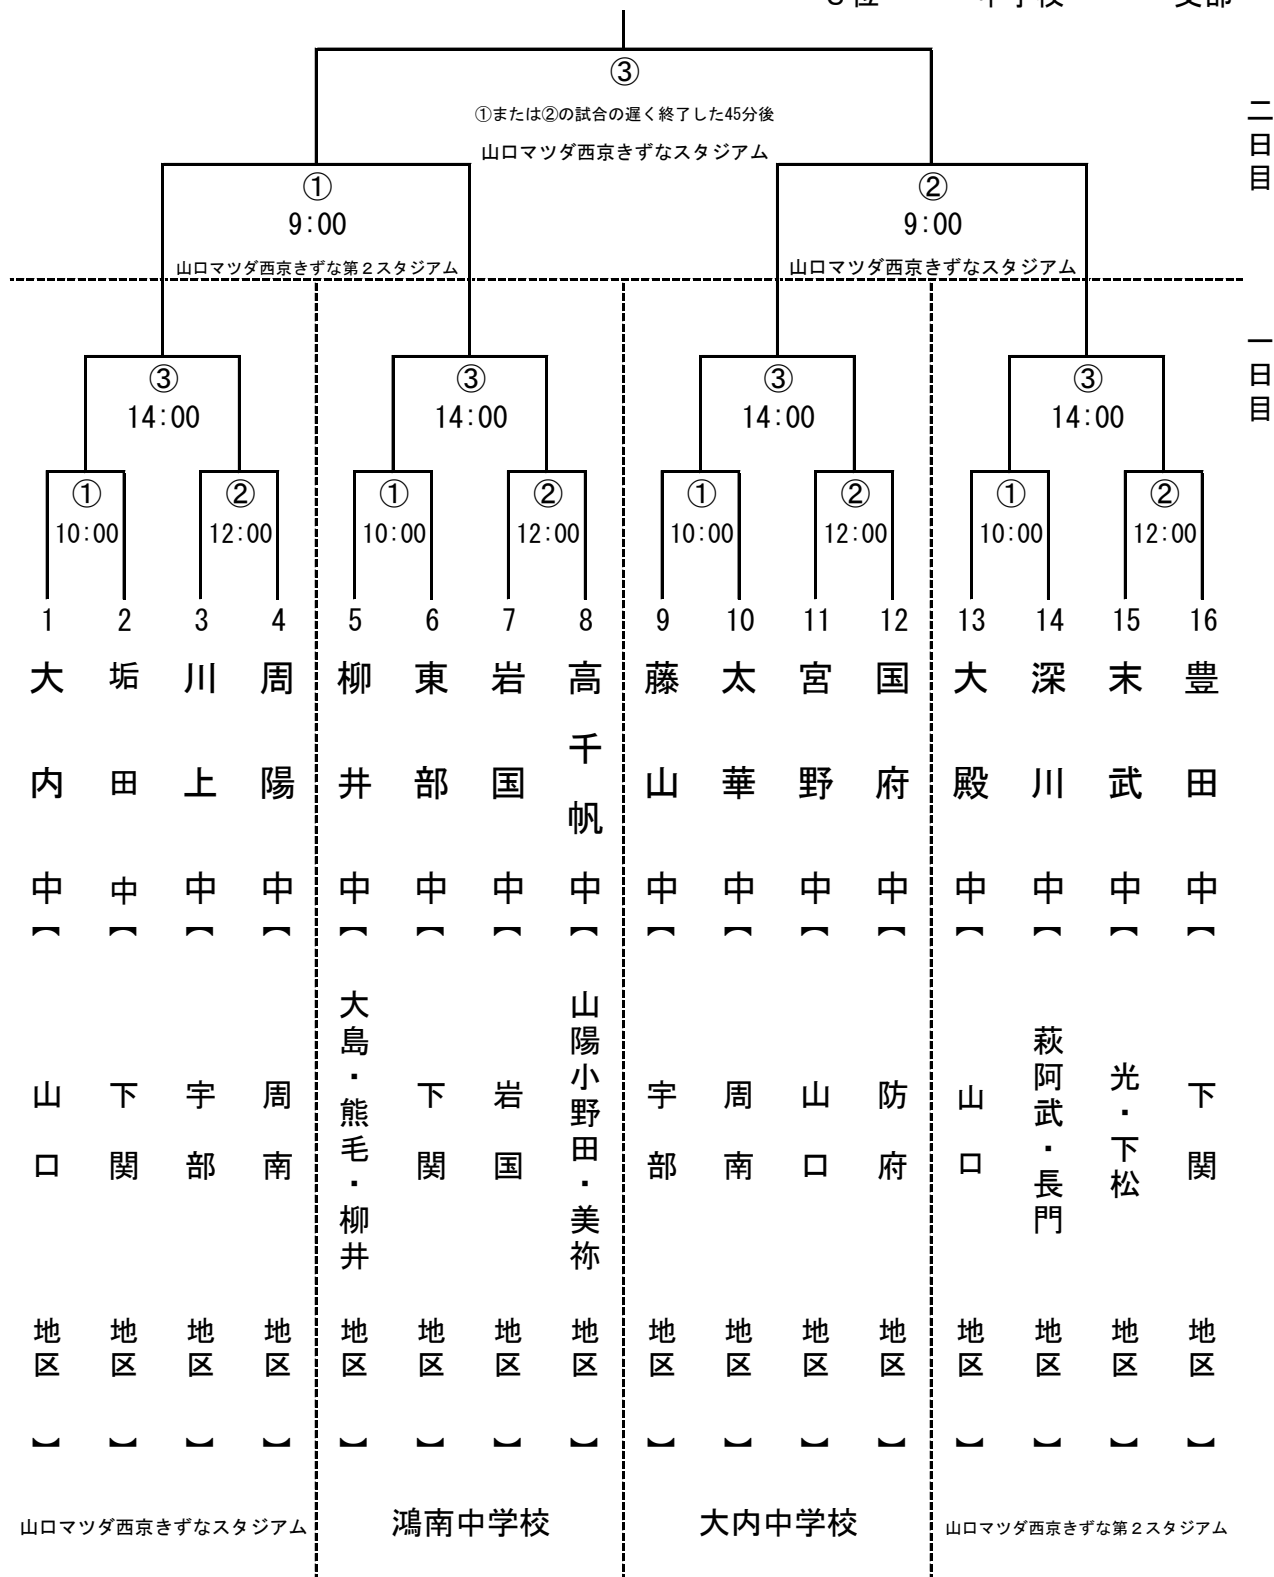 ３位 中学校 支部
③
①または②の試合の遅く終了した45分後
山口マツダ西京きずなスタジアム
二日目
① ②
9:00 9:00
山口マツダ西京きずな第２スタジアム 山口マツダ西京きずなスタジアム
一日目
③ ③ ③ ③
14:00 14:00 14:00 14:00
① ② ① ② ① ② ① ②
10:00 12:00 10:00 12:00 10:00 12:00 10:00 12:00
1 2 3 4 5 6 7 8 9 10 11 12 13 14 15 16
大内中【山口地区】
垢田中【下関地区】
川上中【宇部地区】
周陽中【周南地区】
柳井中【大島・熊毛・柳井地区】
東部中【下関地区】
岩国中【岩国地区】
高千帆中【山陽小野田・美祢地区】
藤山中【宇部地区】
太華中【周南地区】
宮野中【山口地区】
国府中【防府地区】
大殿中【山口地区】
深川中【萩阿武・長門地区】
末武中【光・下松地区】
豊田中【下関地区】
山口マツダ西京きずなスタジアム 鴻南中学校 大内中学校 山口マツダ西京きずな第２スタジアム